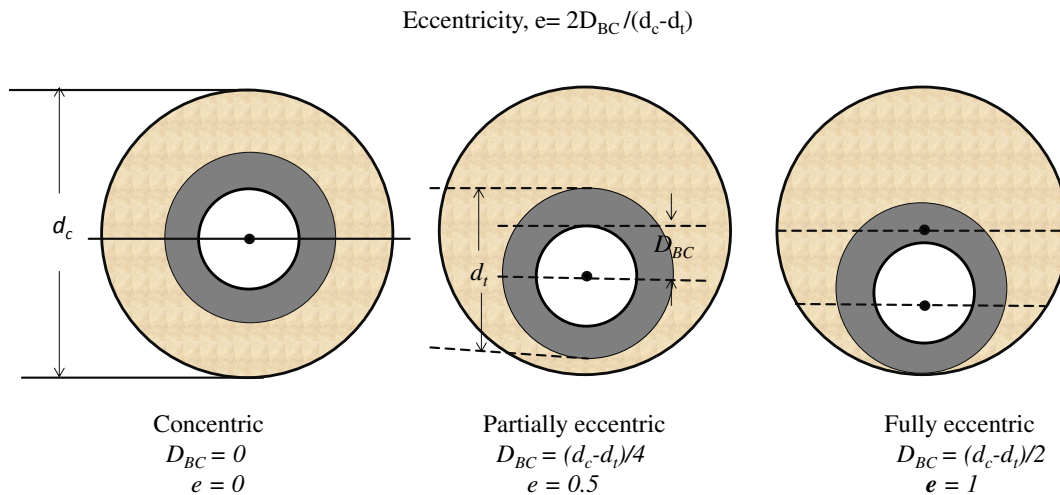 Eccentricity, e= 2D_BC/(d_c-d_t)
d_c
d_t
D_BC
Concentric
D_BC = 0
e = 0
Partially eccentric
D_BC = (d_c-d_t)/4
e = 0.5
Fully eccentric
D_BC = (d_c-d_t)/2
e = 1